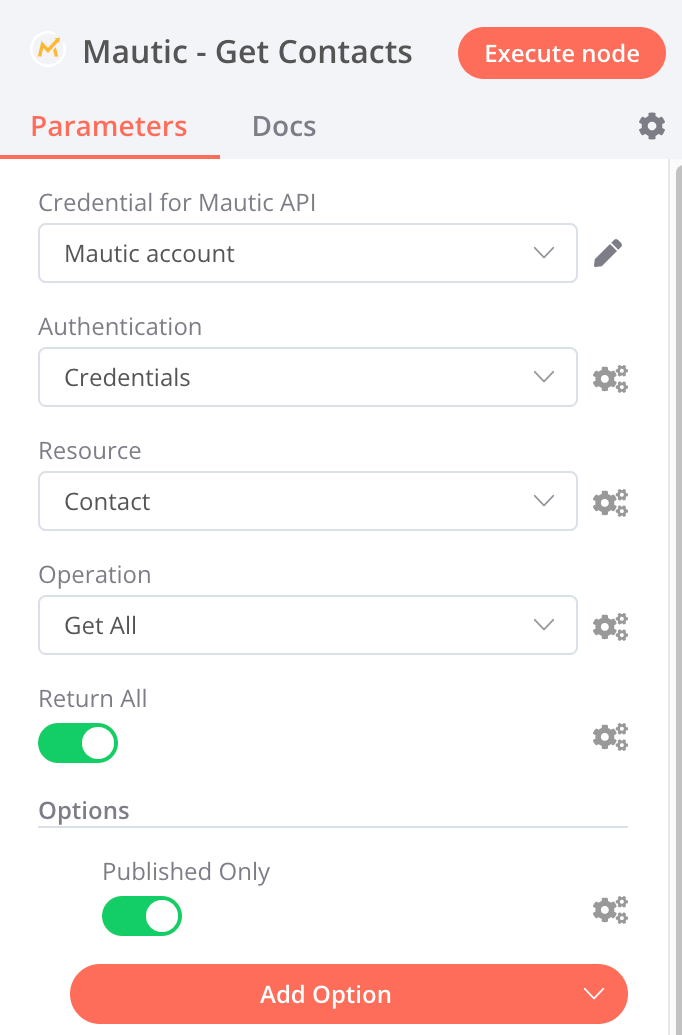 Mautic - Get Contacts
Execute node
Parameters
Docs
Credential for Mautic API
Mautic account
Authentication
Credentials
Resource
Contact
Operation
Get All
Return All
Options
Published Only
Add Option